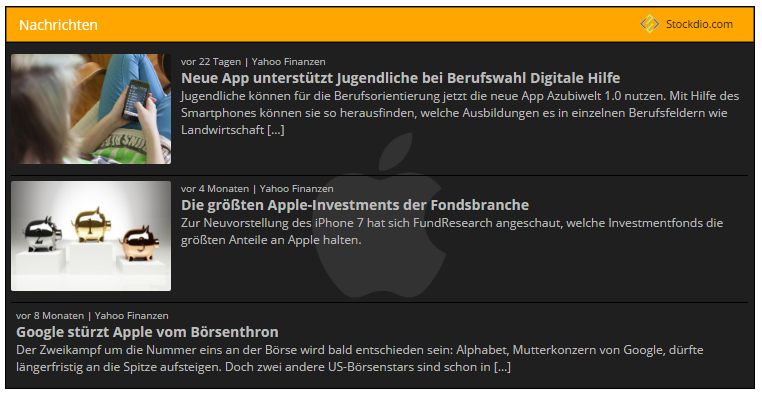 Nachrichten
Stockdio.com
vor 22 Tagen | Yahoo Finanzen
Neue App unterstützt Jugendliche bei Berufswahl Digitale Hilfe
Jugendliche können für die Berufsorientierung jetzt die neue App Azubiwelt 1.0 nutzen. Mit Hilfe des
Smartphones können sie so herausfinden, welche Ausbildungen es in einzelnen Berufsfeldern wie
Landwirtschaft [...]
vor 4 Monaten | Yahoo Finanzen
Die größten Apple-Investments der Fondsbranche
Zur Neuvorstellung des iPhone 7 hat sich FundResearch angeschaut, welche Investmentfonds die
größten Anteile an Apple halten.
vor 8 Monaten | Yahoo Finanzen
Google stürzt Apple vom Börsenthron
Der Zweikampf um die Nummer eins an der Börse wird bald entschieden sein: Alphabet, Mutterkonzern von Google, dürfte
längerfristig an die Spitze aufsteigen. Doch zwei andere US-Börsenstars sind schon in [...]